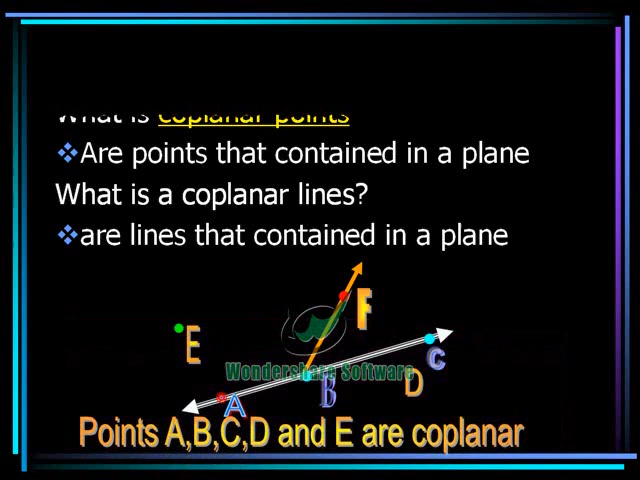 What is coplanar points
Are points that contained in a plane
What is a coplanar lines?
are lines that contained in a plane
F
E
C
Wondershare Software
D
B
A
Points A,B,C,D and E are coplanar